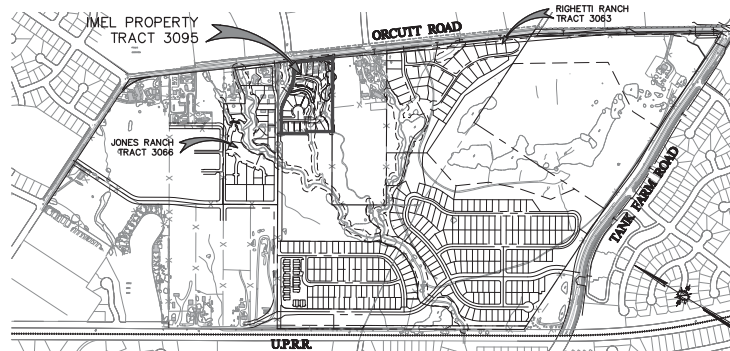 IMEL PROPERTY
TRACT 3095
ORCUTT ROAD
RIGHETTI RANCH
TRACT 3063
JONES RANCH
TRACT 3066
TANK FARM ROAD
U.P.R.R.